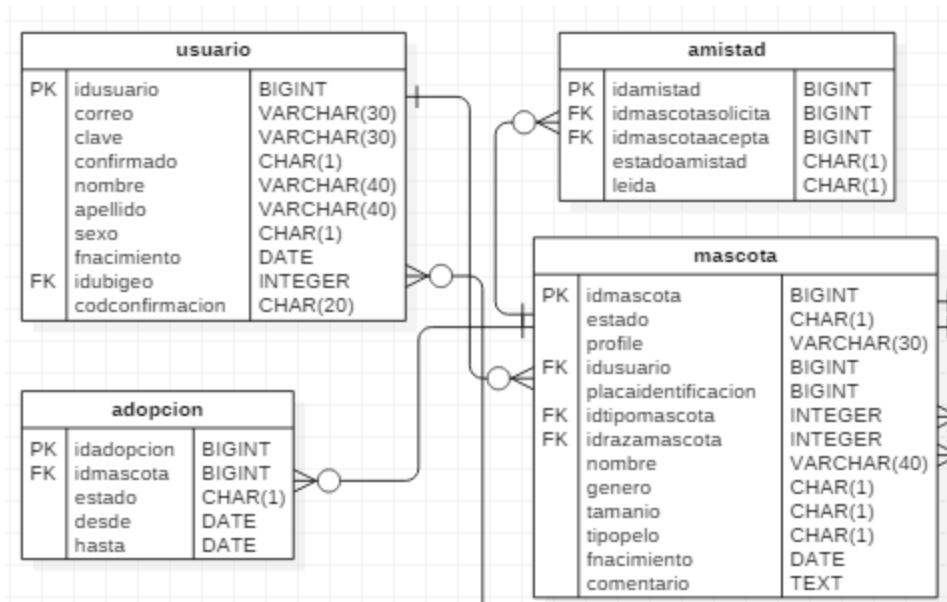 usuario
PK idusuario BIGINT
correo VARCHAR(30)
clave VARCHAR(30)
confirmado CHAR(1)
nombre VARCHAR(40)
apellido VARCHAR(40)
sexo CHAR(1)
fnacimiento DATE
FK idubigeo INTEGER
codconfirmacion CHAR(20)
amistad
PK idamistad BIGINT
FK idmascotasolicita BIGINT
FK idmascotaacepta BIGINT
estadoamistad CHAR(1)
leida CHAR(1)
adopcion
PK idadopcion BIGINT
FK idmascota BIGINT
estado CHAR(1)
desde DATE
hasta DATE
mascota
PK idmascota BIGINT
estado CHAR(1)
profile VARCHAR(30)
FK idusuario BIGINT
placaidentificacion BIGINT
FK idtipomascota INTEGER
FK idrazamascota INTEGER
nombre VARCHAR(40)
genero CHAR(1)
tamanio CHAR(1)
tipopelo CHAR(1)
fnacimiento DATE
comentario TEXT